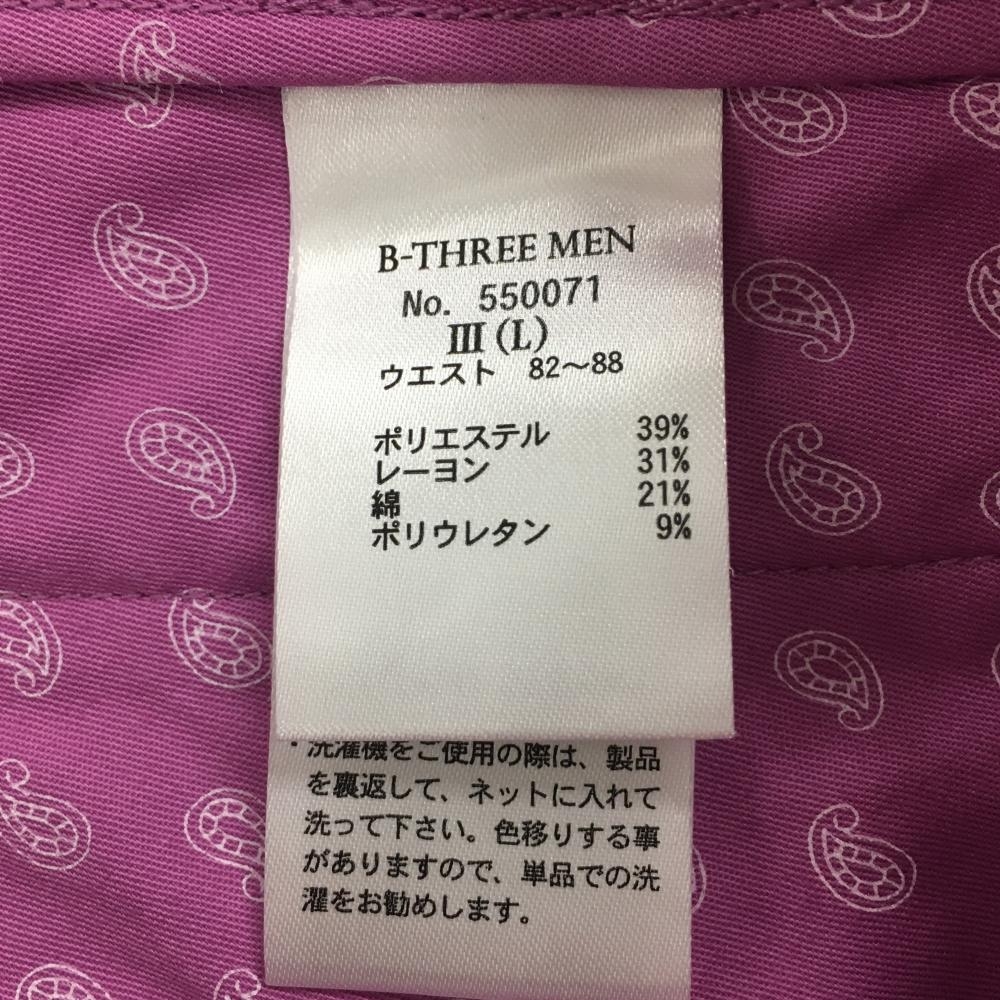 B-THREE MEN
No. 550071
III (L)
ウエスト 82〜88
ポリエステル 39%
レーヨン 31%
綿 21%
ポリウレタン 9%
・洗濯機をご使用の際は、製品
を裏返して、ネットに入れて
洗って下さい。色移りする事
がありますので、単品での洗
濯をお勧めします。